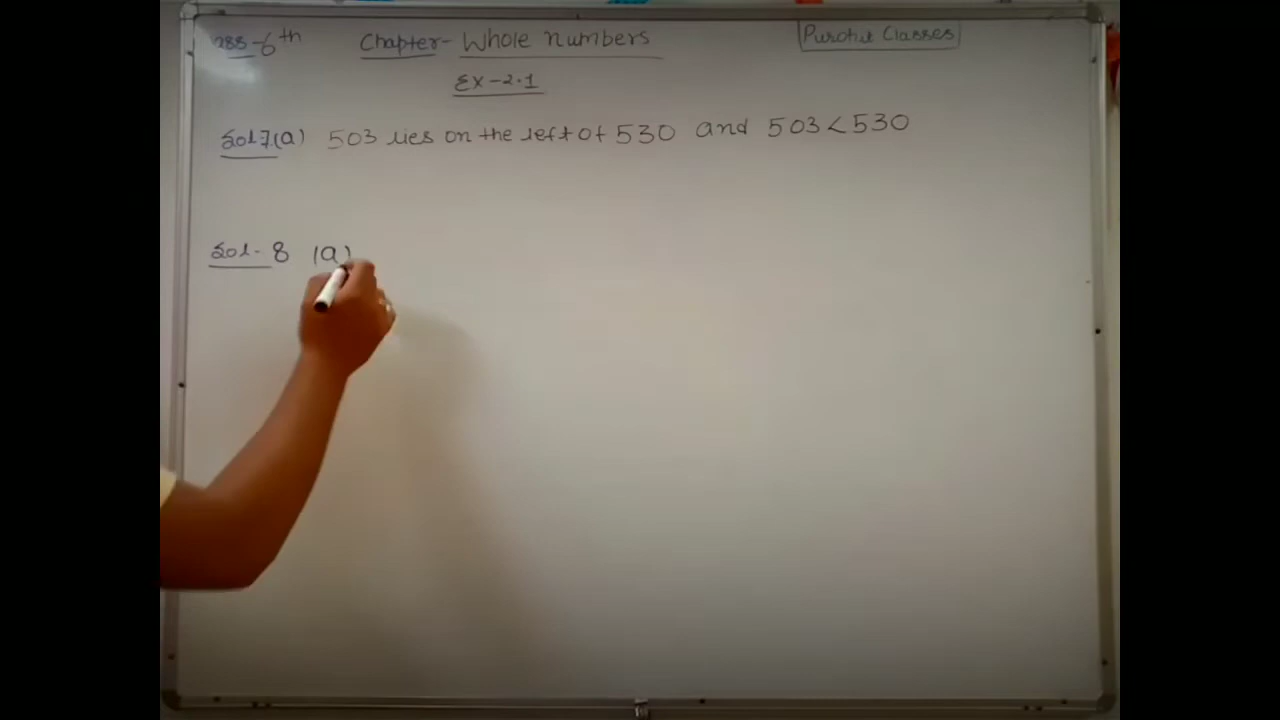 288-6th Chapter- Whole Numbers Purohit Classes
Ex-2.1
Sol 7(a) 503 lies on the left of 530 and 503<530
Sol- 8 (a)